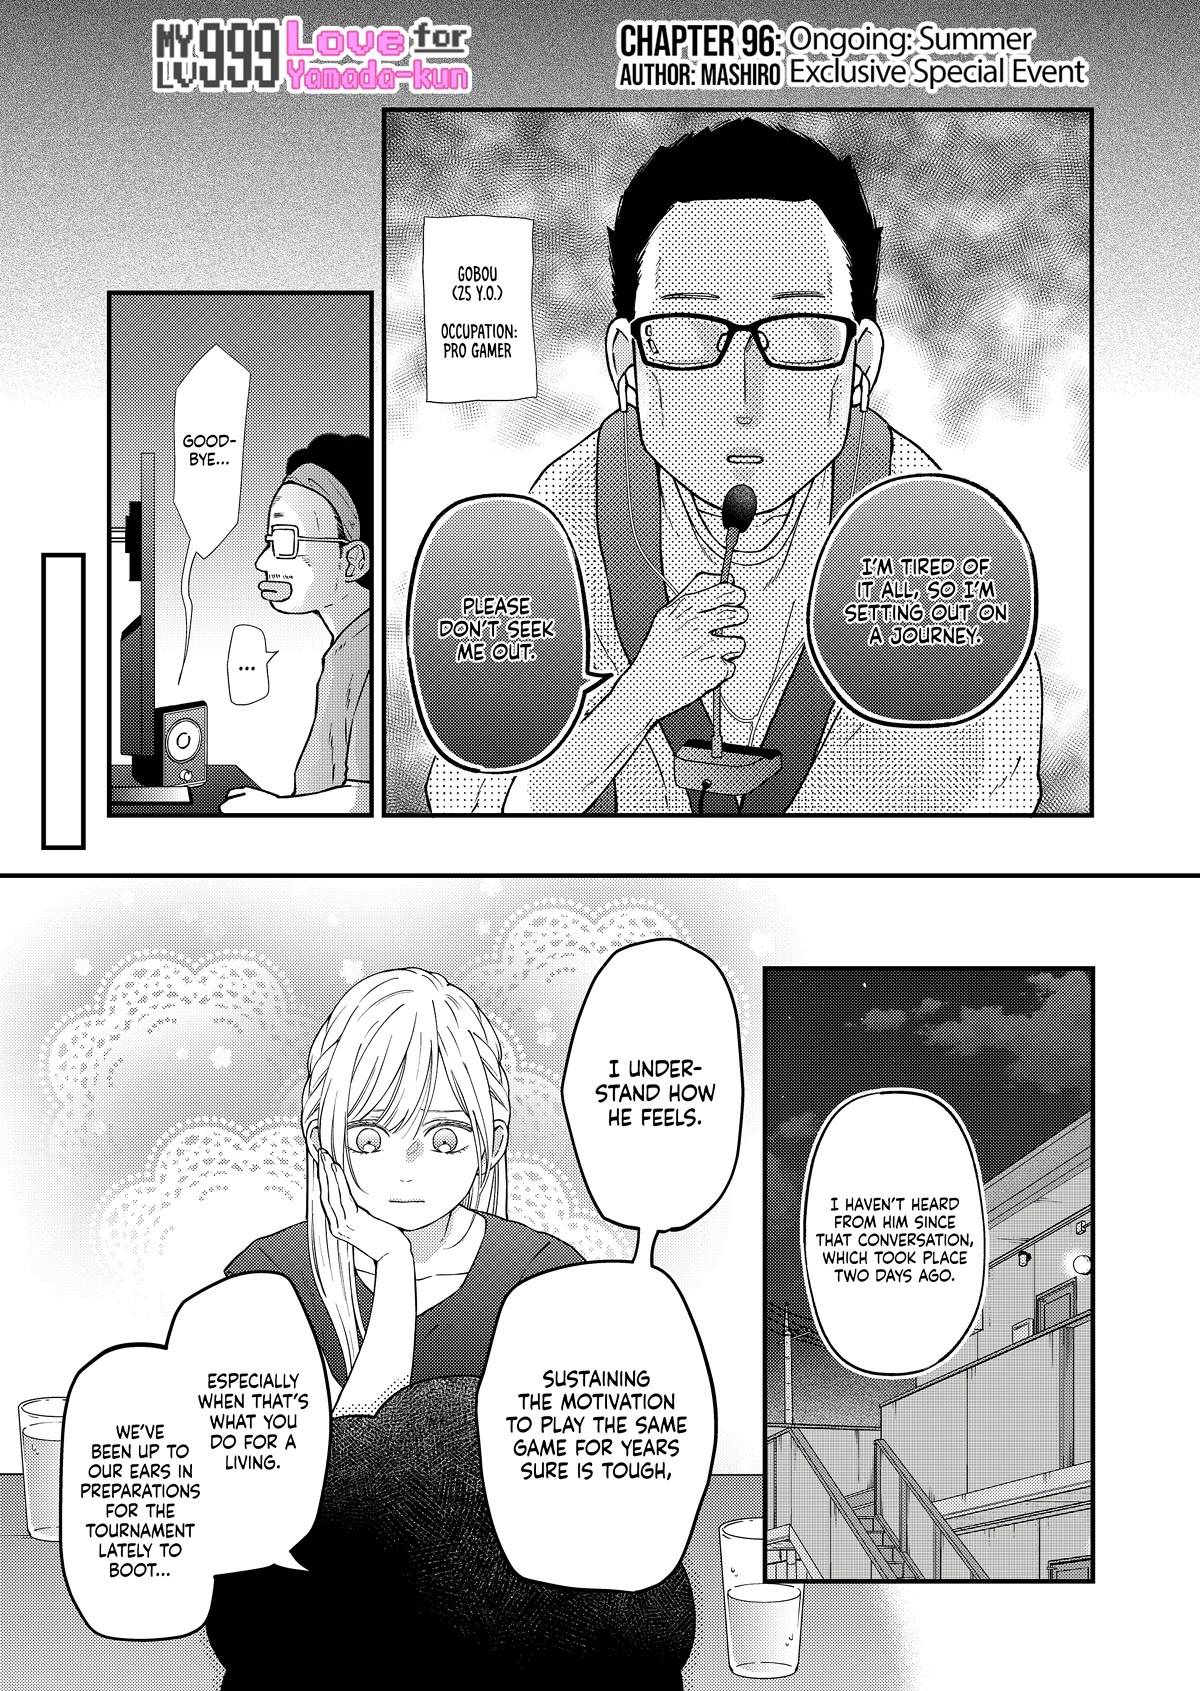 MY
LV
999
Love for
Yamada-kun
CHAPTER 96: Ongoing: Summer
AUTHOR: MASHIRO Exclusive Special Event
GOBOU
(25 Y.O.)
OCCUPATION:
PRO GAMER
I'M TIRED OF
IT ALL, SO I'M
SETTING OUT ON
A JOURNEY.
PLEASE
DON'T SEEK
ME OUT.
GOOD-
BYE...
...
I HAVEN'T HEARD
FROM HIM SINCE
THAT CONVERSATION,
WHICH TOOK PLACE
TWO DAYS AGO.
I UNDER-
STAND HOW
HE FEELS.
SUSTAINING
THE MOTIVATION
TO PLAY THE SAME
GAME FOR YEARS
SURE IS TOUGH,
ESPECIALLY
WHEN THAT'S
WHAT YOU
DO FOR A
LIVING.
WE'VE
BEEN UP TO
OUR EARS IN
PREPARATIONS
FOR THE
TOURNAMENT
LATELY TO
BOOT...